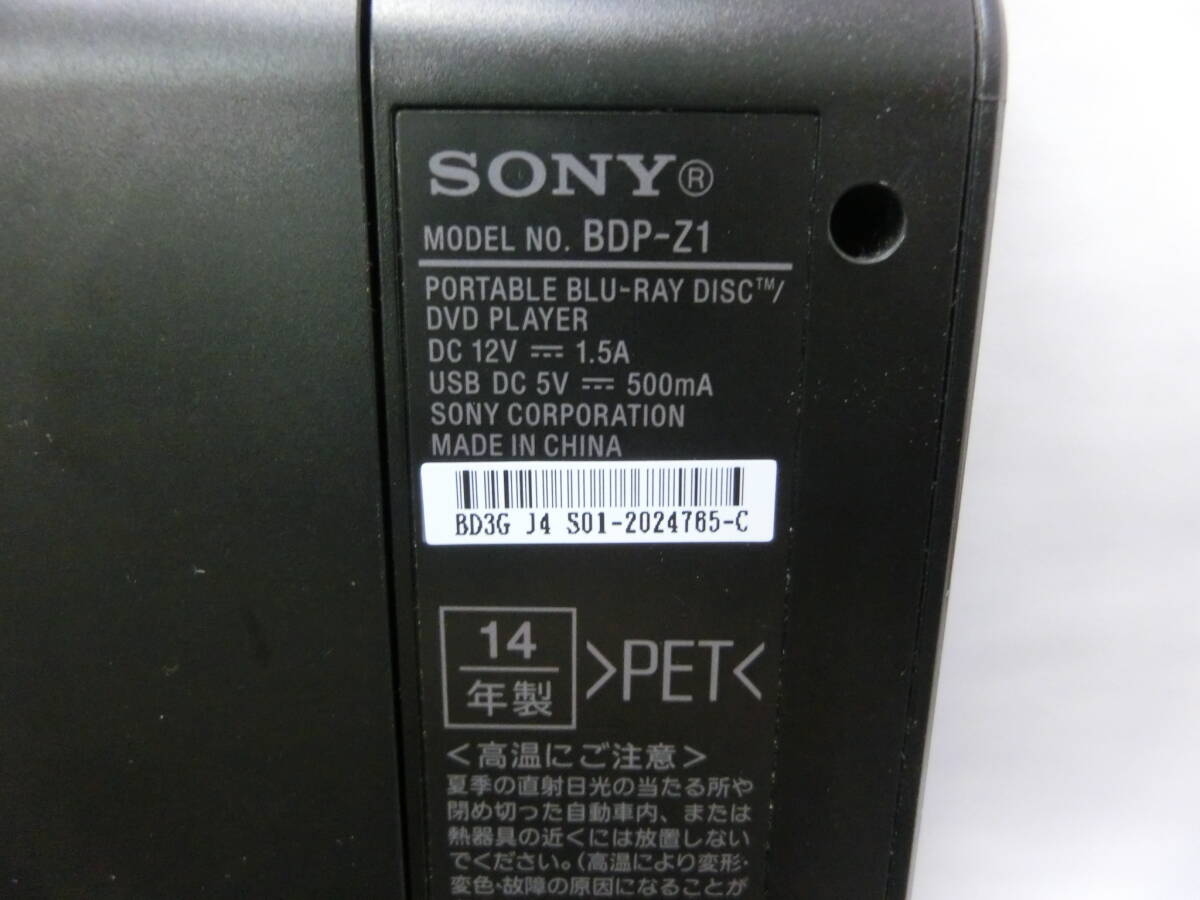 SONY®
MODEL NO. BDP-Z1
PORTABLE BLU-RAY DISC™/
DVD PLAYER
DC 12V ⎓ 1.5A
USB DC 5V ⎓ 500mA
SONY CORPORATION
MADE IN CHINA
BD3G J4 S01-2024765-C
14
年製
>PET<
<高温にご注意>
夏季の直射日光の当たる所や
閉め切った自動車内、または
熱器具の近くには放置しない
でください。(高温により変形・
変色・故障の原因になることが